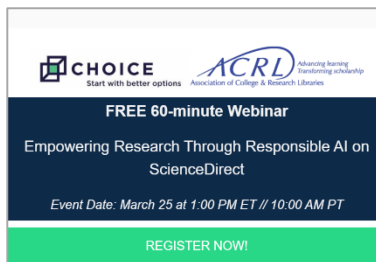 CHOICE
Start with better options
ACRL
Advancing learning
Transforming scholarship
Association of College & Research Libraries
FREE 60-minute Webinar
Empowering Research Through Responsible AI on
ScienceDirect
Event Date: March 25 at 1:00 PM ET // 10:00 AM PT
REGISTER NOW!